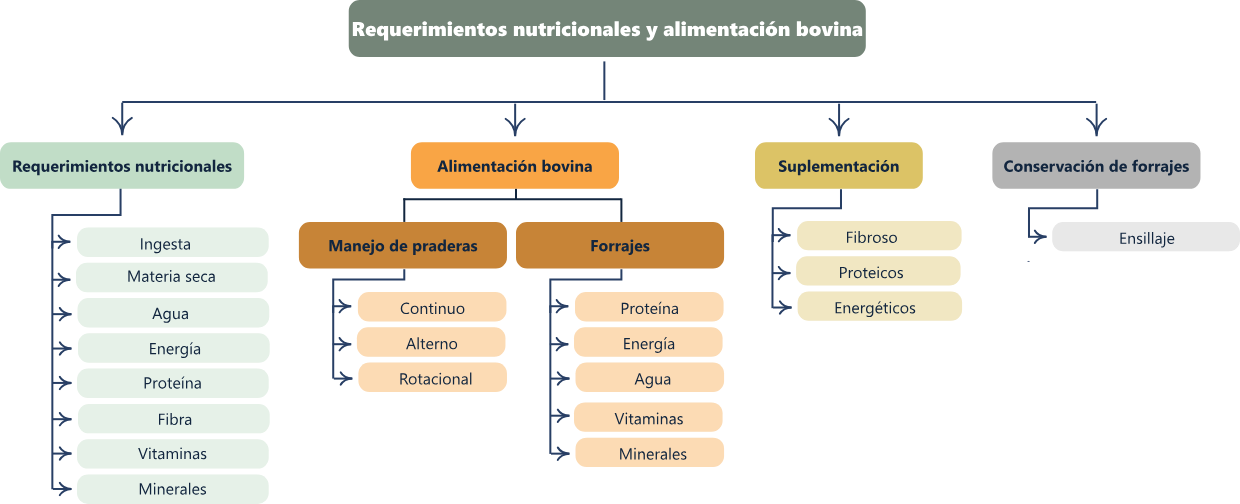 Requerimientos nutricionales y alimentación bovina
Requerimientos nutricionales
Ingesta
Materia seca
Agua
Energía
Proteína
Fibra
Vitaminas
Minerales
Alimentación bovina
Manejo de praderas
Continuo
Alterno
Rotacional
Forrajes
Proteína
Energía
Agua
Vitaminas
Minerales
Suplementación
Fibroso
Proteicos
Energéticos
Conservación de forrajes
Ensillaje